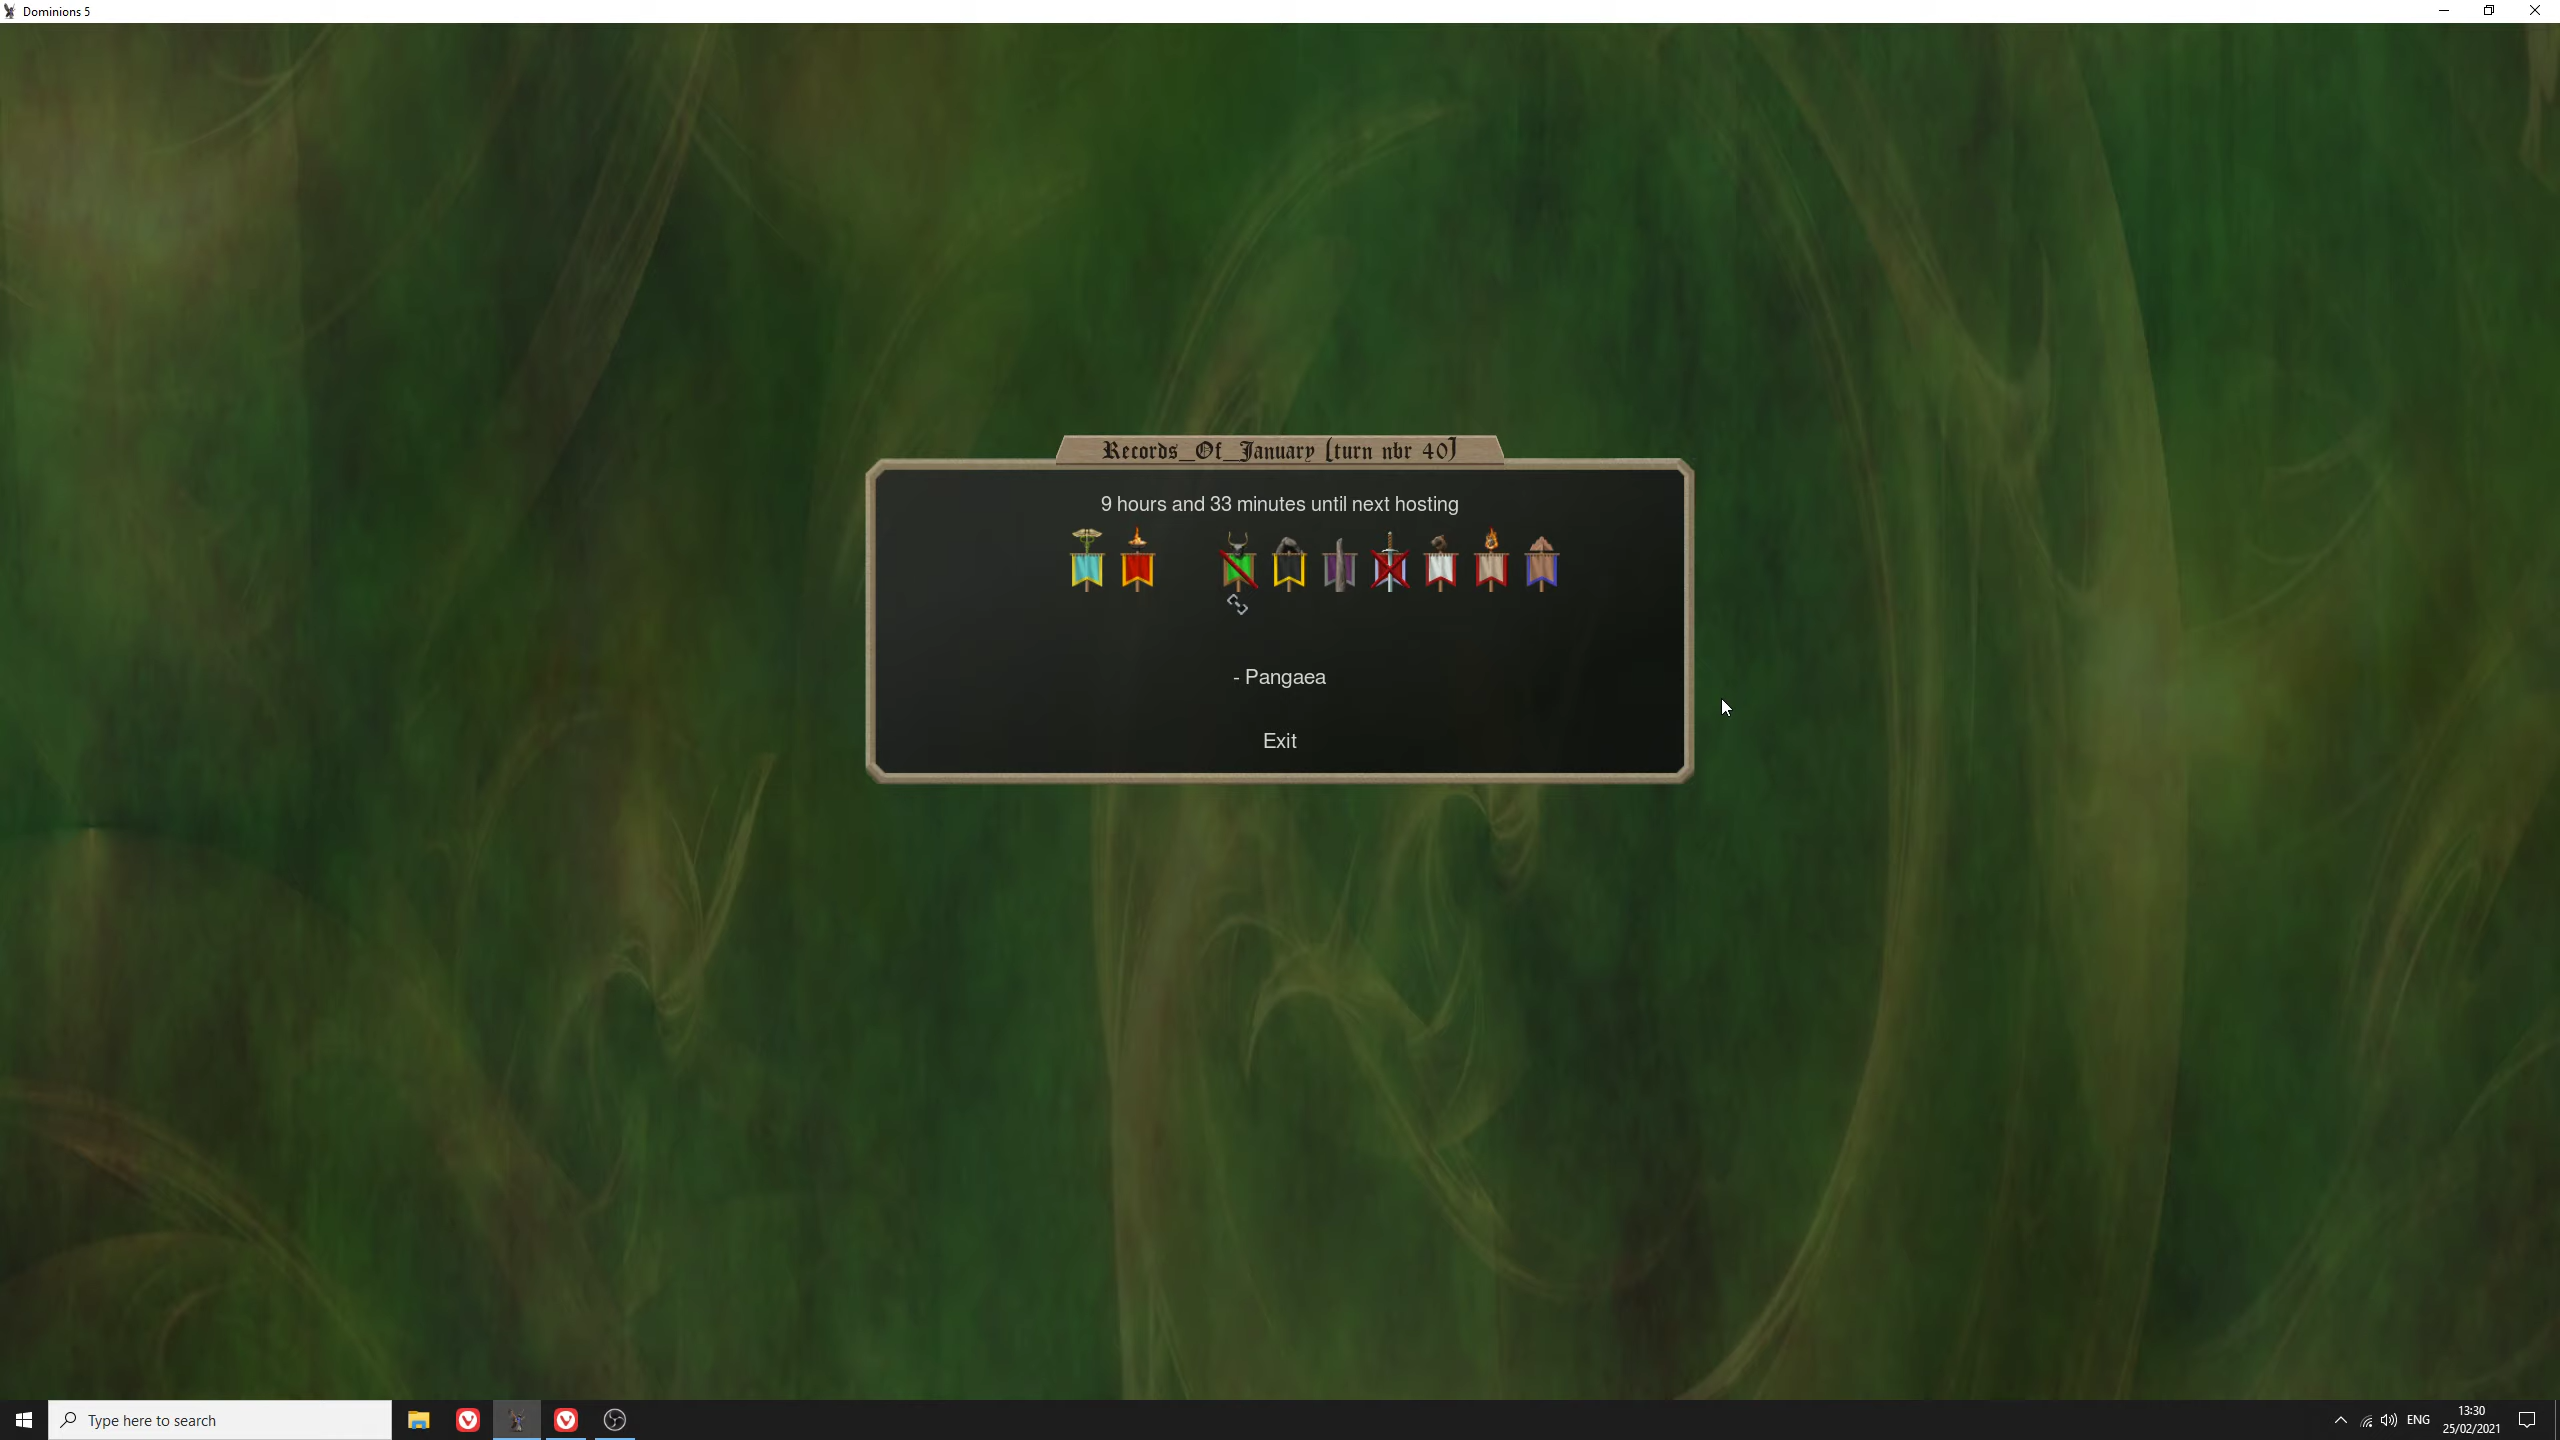 Dominions 5
Records_Of_January (turn nbr 40)
9 hours and 33 minutes until next hosting
- Pangaea
Exit
Type here to search
ENG
13:30
25/02/2021